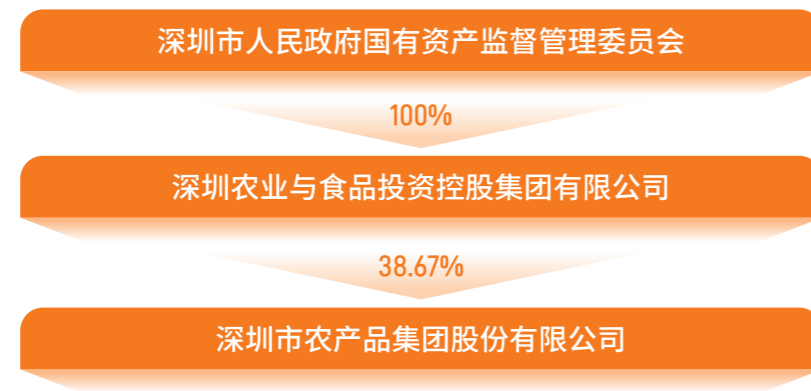 深圳市人民政府国有资产监督管理委员会
100%
深圳农业与食品投资控股集团有限公司
38.67%
深圳市农产品集团股份有限公司